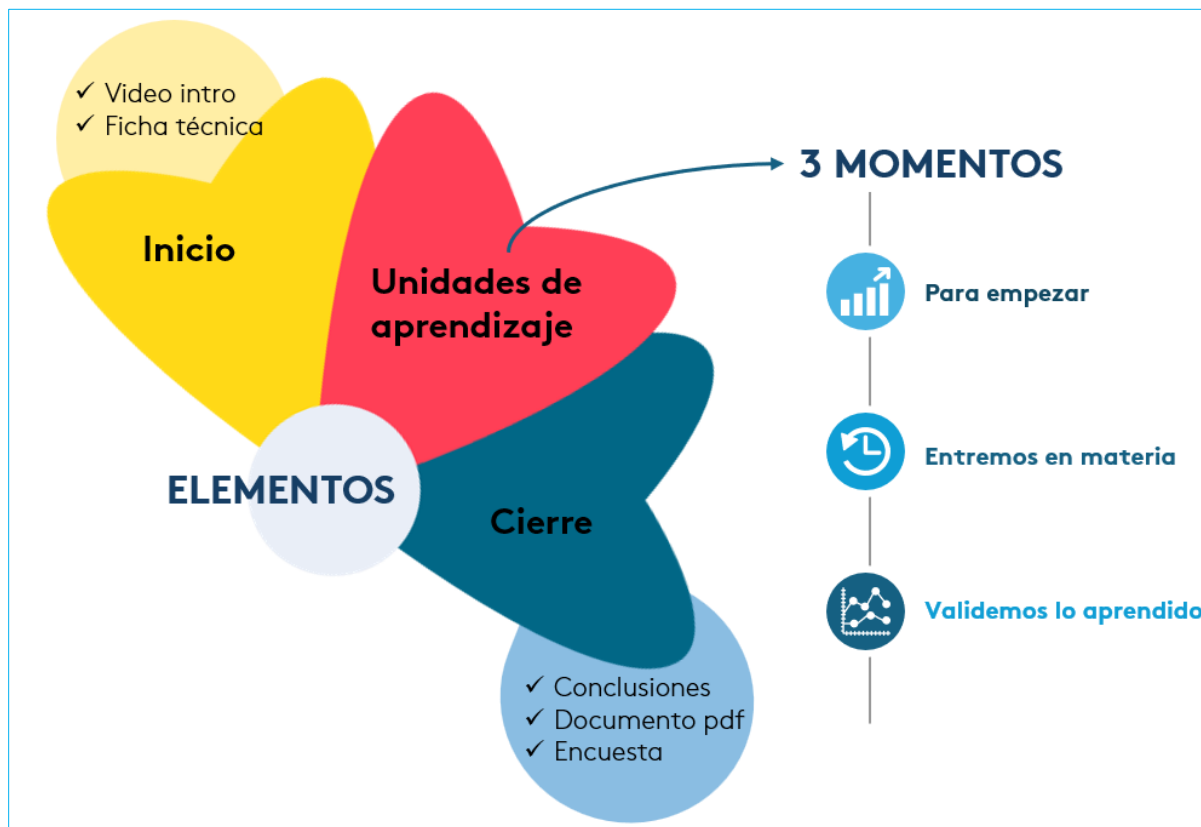 ✓ Video intro
✓ Ficha técnica
Inicio
Unidades de
aprendizaje
ELEMENTOS
Cierre
✓ Conclusiones
✓ Documento pdf
✓ Encuesta
3 MOMENTOS
Para empezar
Entremos en materia
Validemos lo aprendido